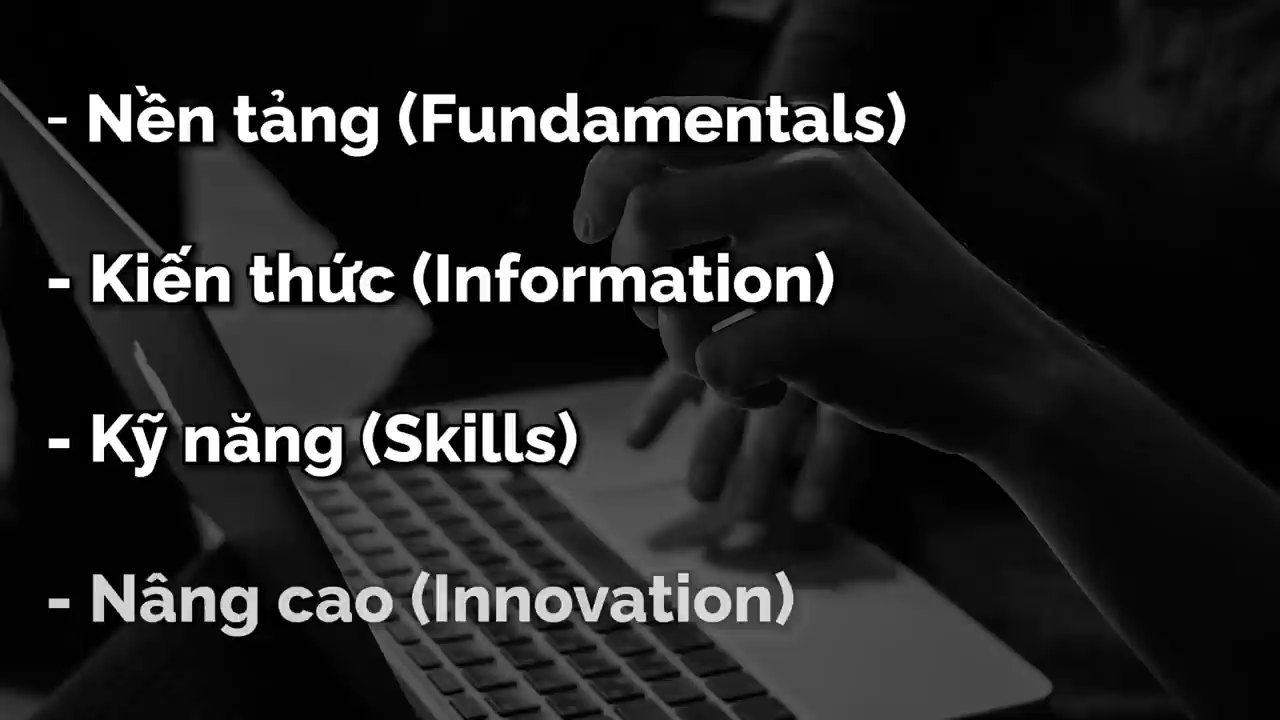 - Nền tảng (Fundamentals)
- Kiến thức (Information)
- Kỹ năng (Skills)
- Nâng cao (Innovation)